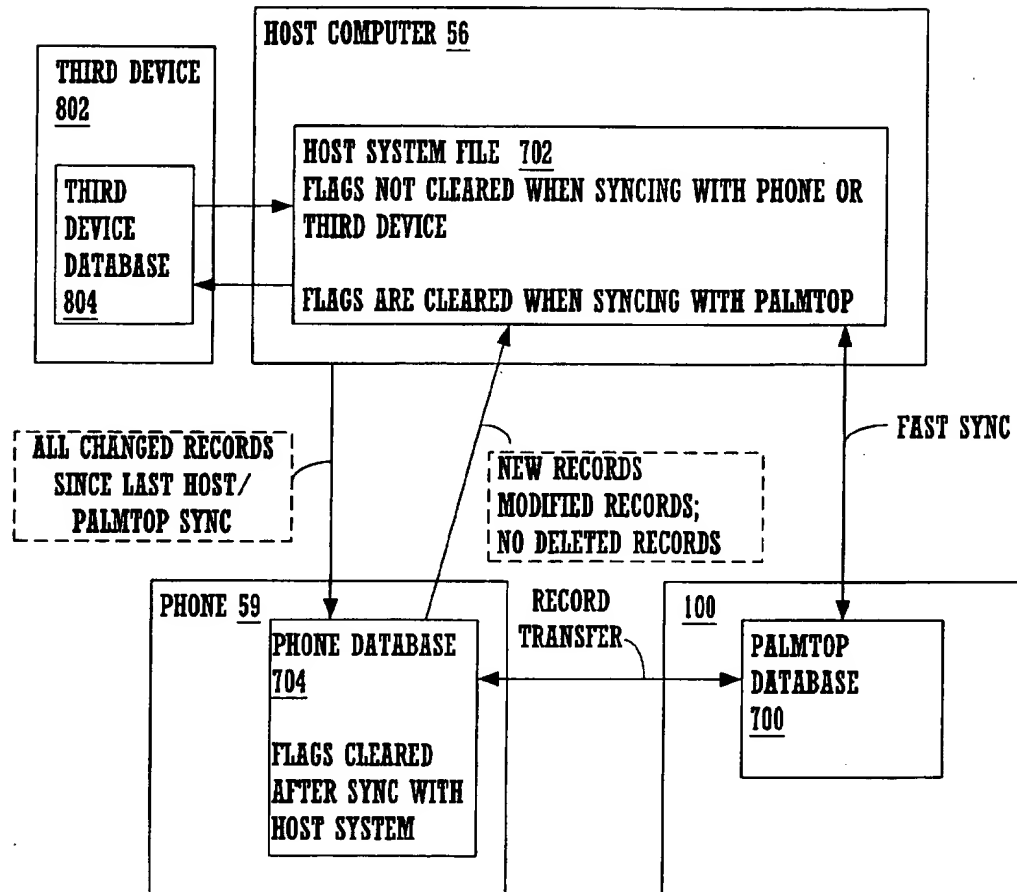 HOST COMPUTER 56
THIRD DEVICE
802
HOST SYSTEM FILE 702
FLAGS NOT CLEARED WHEN SYNCING WITH PHONE OR
THIRD DEVICE
FLAGS ARE CLEARED WHEN SYNCING WITH PALMTOP
THIRD
DEVICE
DATABASE
804
ALL CHANGED RECORDS
SINCE LAST HOST/
PALMTOP SYNC
NEW RECORDS
MODIFIED RECORDS;
NO DELETED RECORDS
FAST SYNC
PHONE 59
PHONE DATABASE
704
FLAGS CLEARED
AFTER SYNC WITH
HOST SYSTEM
RECORD
TRANSFER
100
PALMTOP
DATABASE
700